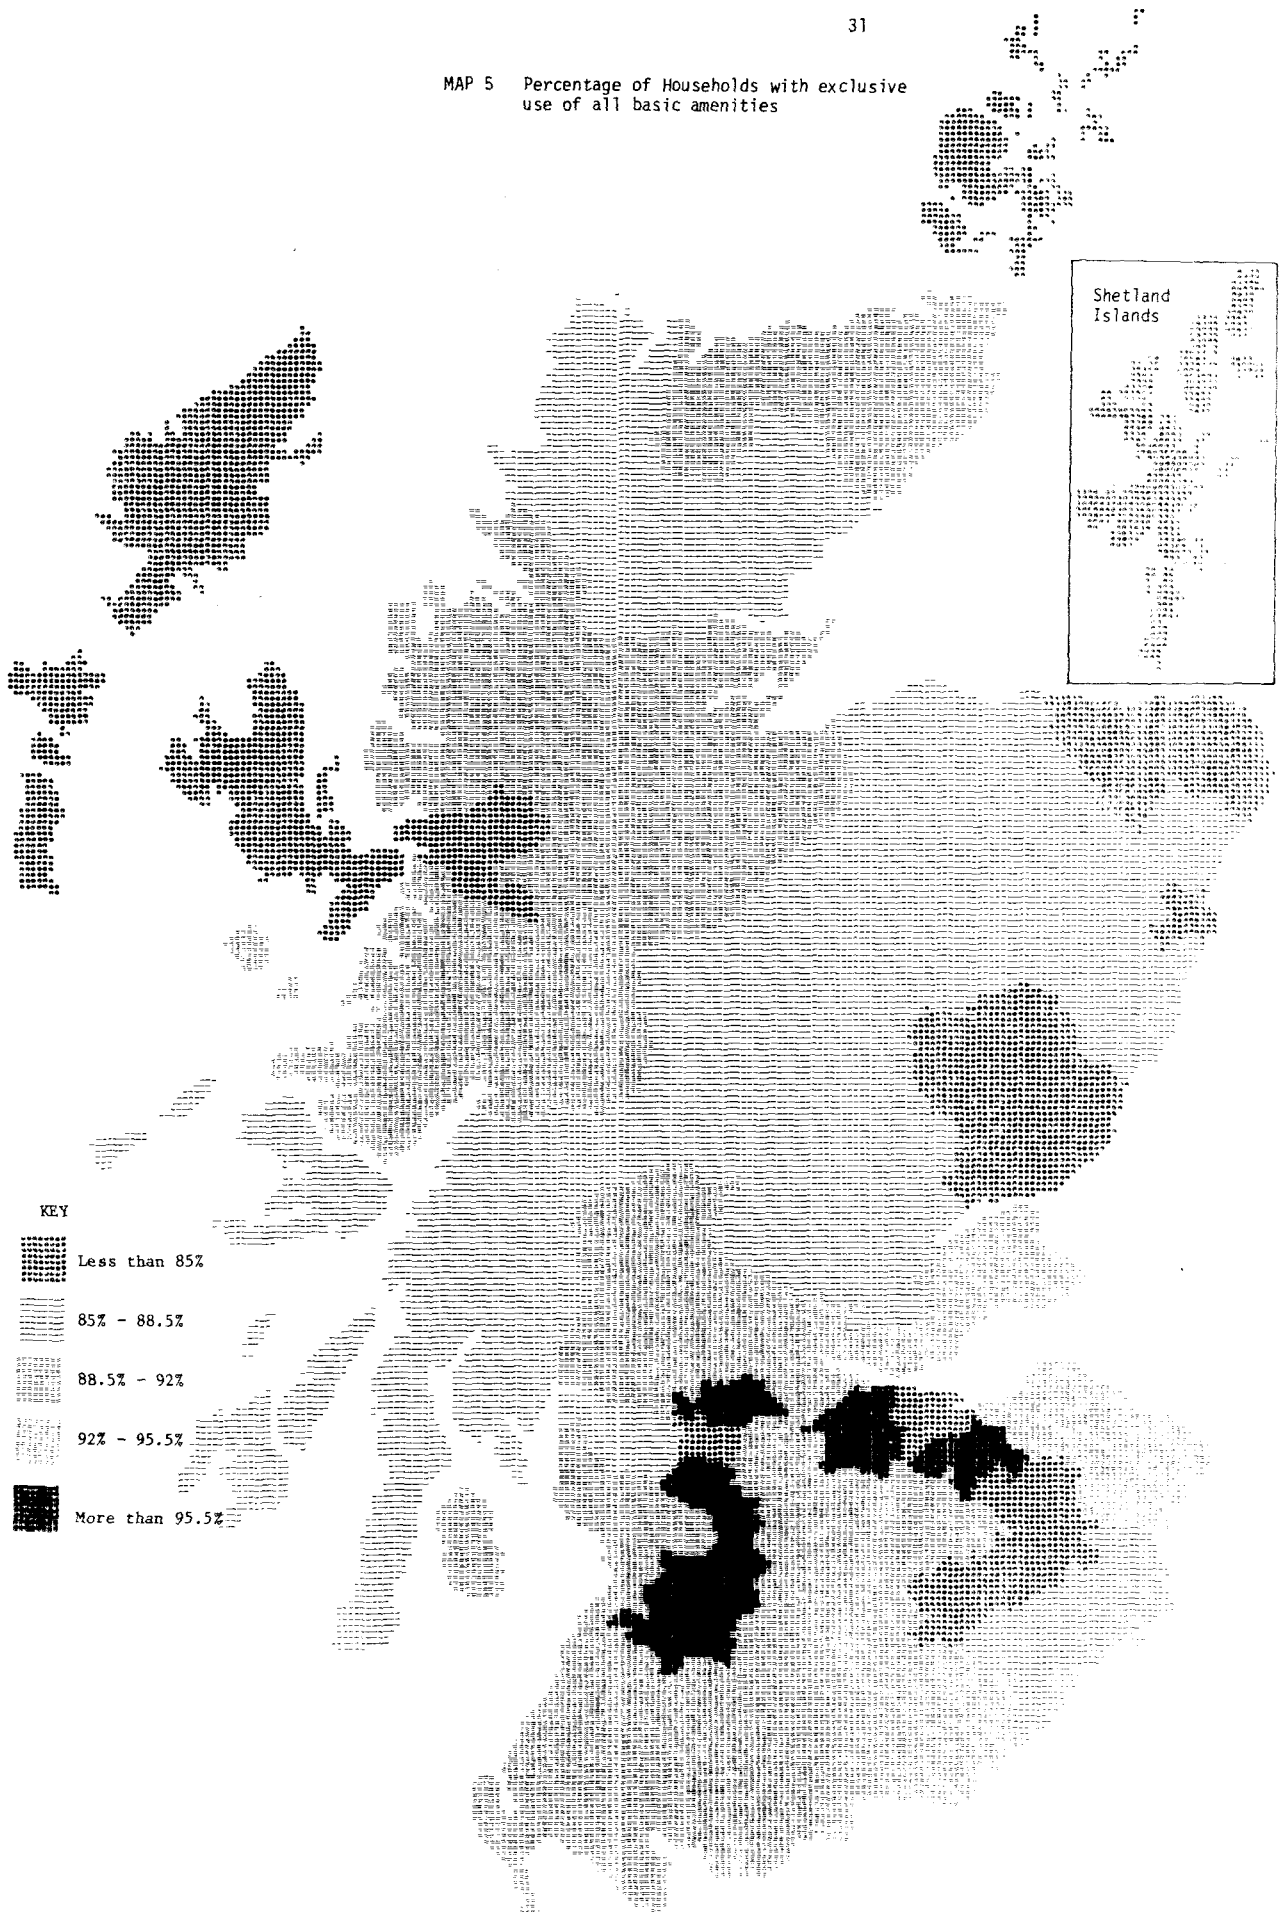 31
MAP 5 Percentage of Households with exclusive
use of all basic amenities
Shetland
Islands
KEY
Less than 85%
85% - 88.5%
88.5% - 92%
92% - 95.5%
More than 95.5%